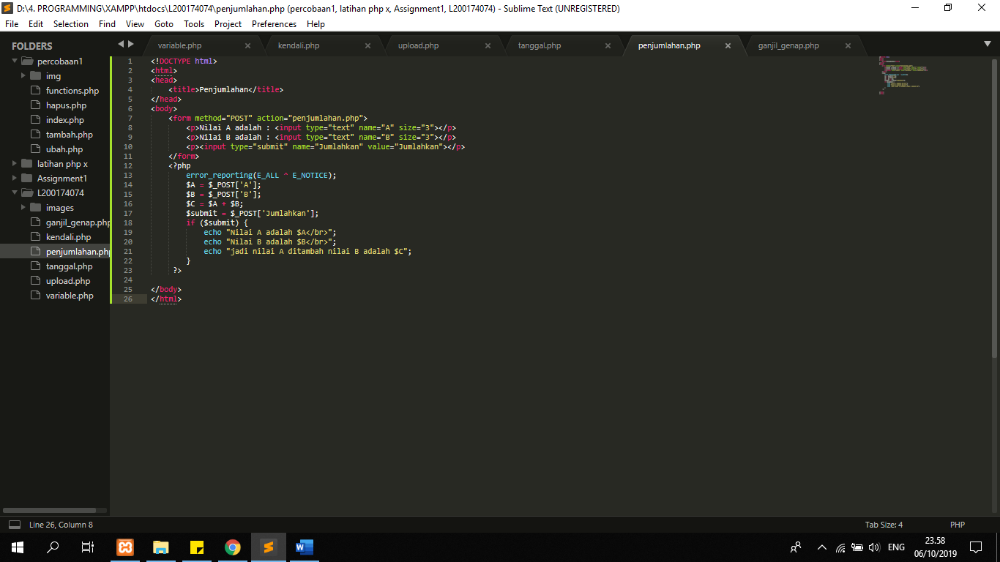 D:\4. PROGRAMMING\XAMPP\htdocs\L200174074\penjumlahan.php (percobaan1, latihan php x, Assignment1, L200174074) - Sublime Text (UNREGISTERED)
File Edit Selection Find View Goto Tools Project Preferences Help
FOLDERS
percobaan1
img
functions.php
hapus.php
index.php
tambah.php
ubah.php
latihan php x
Assignment1
L200174074
images
ganjil_genap.php
kendali.php
penjumlahan.php
tanggal.php
upload.php
variable.php
variable.php kendali.php upload.php tanggal.php penjumlahan.php ganjil_genap.php
1 <!DOCTYPE html>
2 <html>
3 <head>
4 <title>Penjumlahan</title>
5 </head>
6 <body>
7 <form method="POST" action="penjumlahan.php">
8 <p>Nilai A adalah : <input type="text" name="A" size="3"></p>
9 <p>Nilai B adalah : <input type="text" name="B" size="3"></p>
10 <p><input type="submit" name="Jumlahkan" value="Jumlahkan"></p>
11 </form>
12 <?php
13 error_reporting(E_ALL ^ E_NOTICE);
14 $A = $_POST['A'];
15 $B = $_POST['B'];
16 $C = $A + $B;
17 $submit = $_POST['Jumlahkan'];
18 if ($submit) {
19 echo "Nilai A adalah $A</br>";
20 echo "Nilai B adalah $B</br>";
21 echo "jadi nilai A ditambah nilai B adalah $C";
22 }
23 ?>
24
25 </body>
26 </html>
Line 26, Column 8 Tab Size: 4 PHP
ENG
23.58
06/10/2019